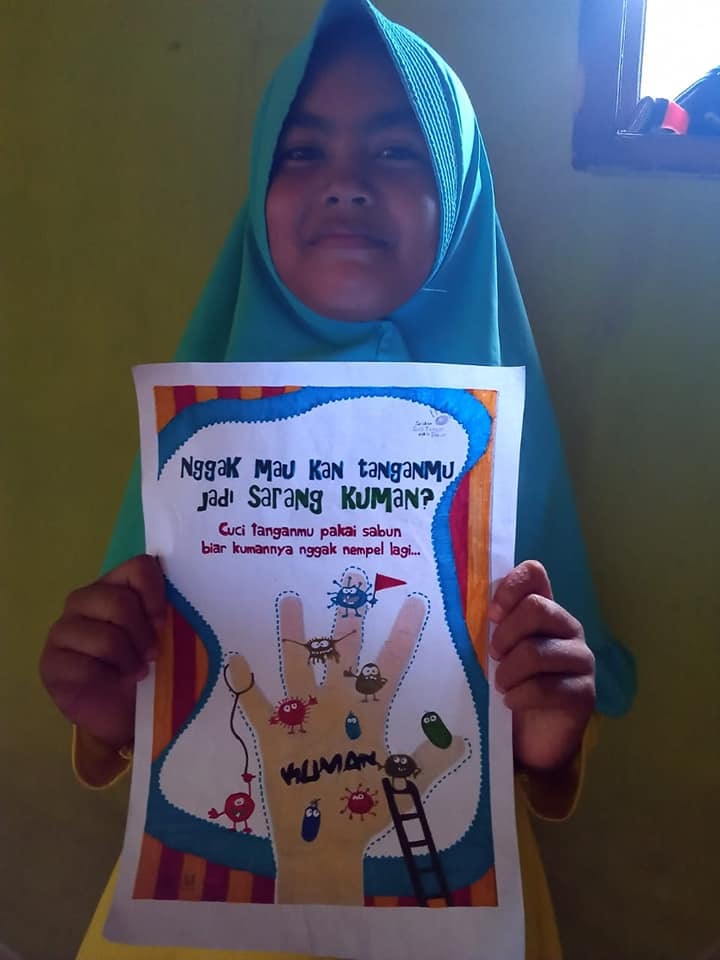 Nggak mau kan tanganmu
jadi sarang kuman?
Cuci tanganmu pakai sabun
biar kumannya nggak nempel lagi...
KUMAN